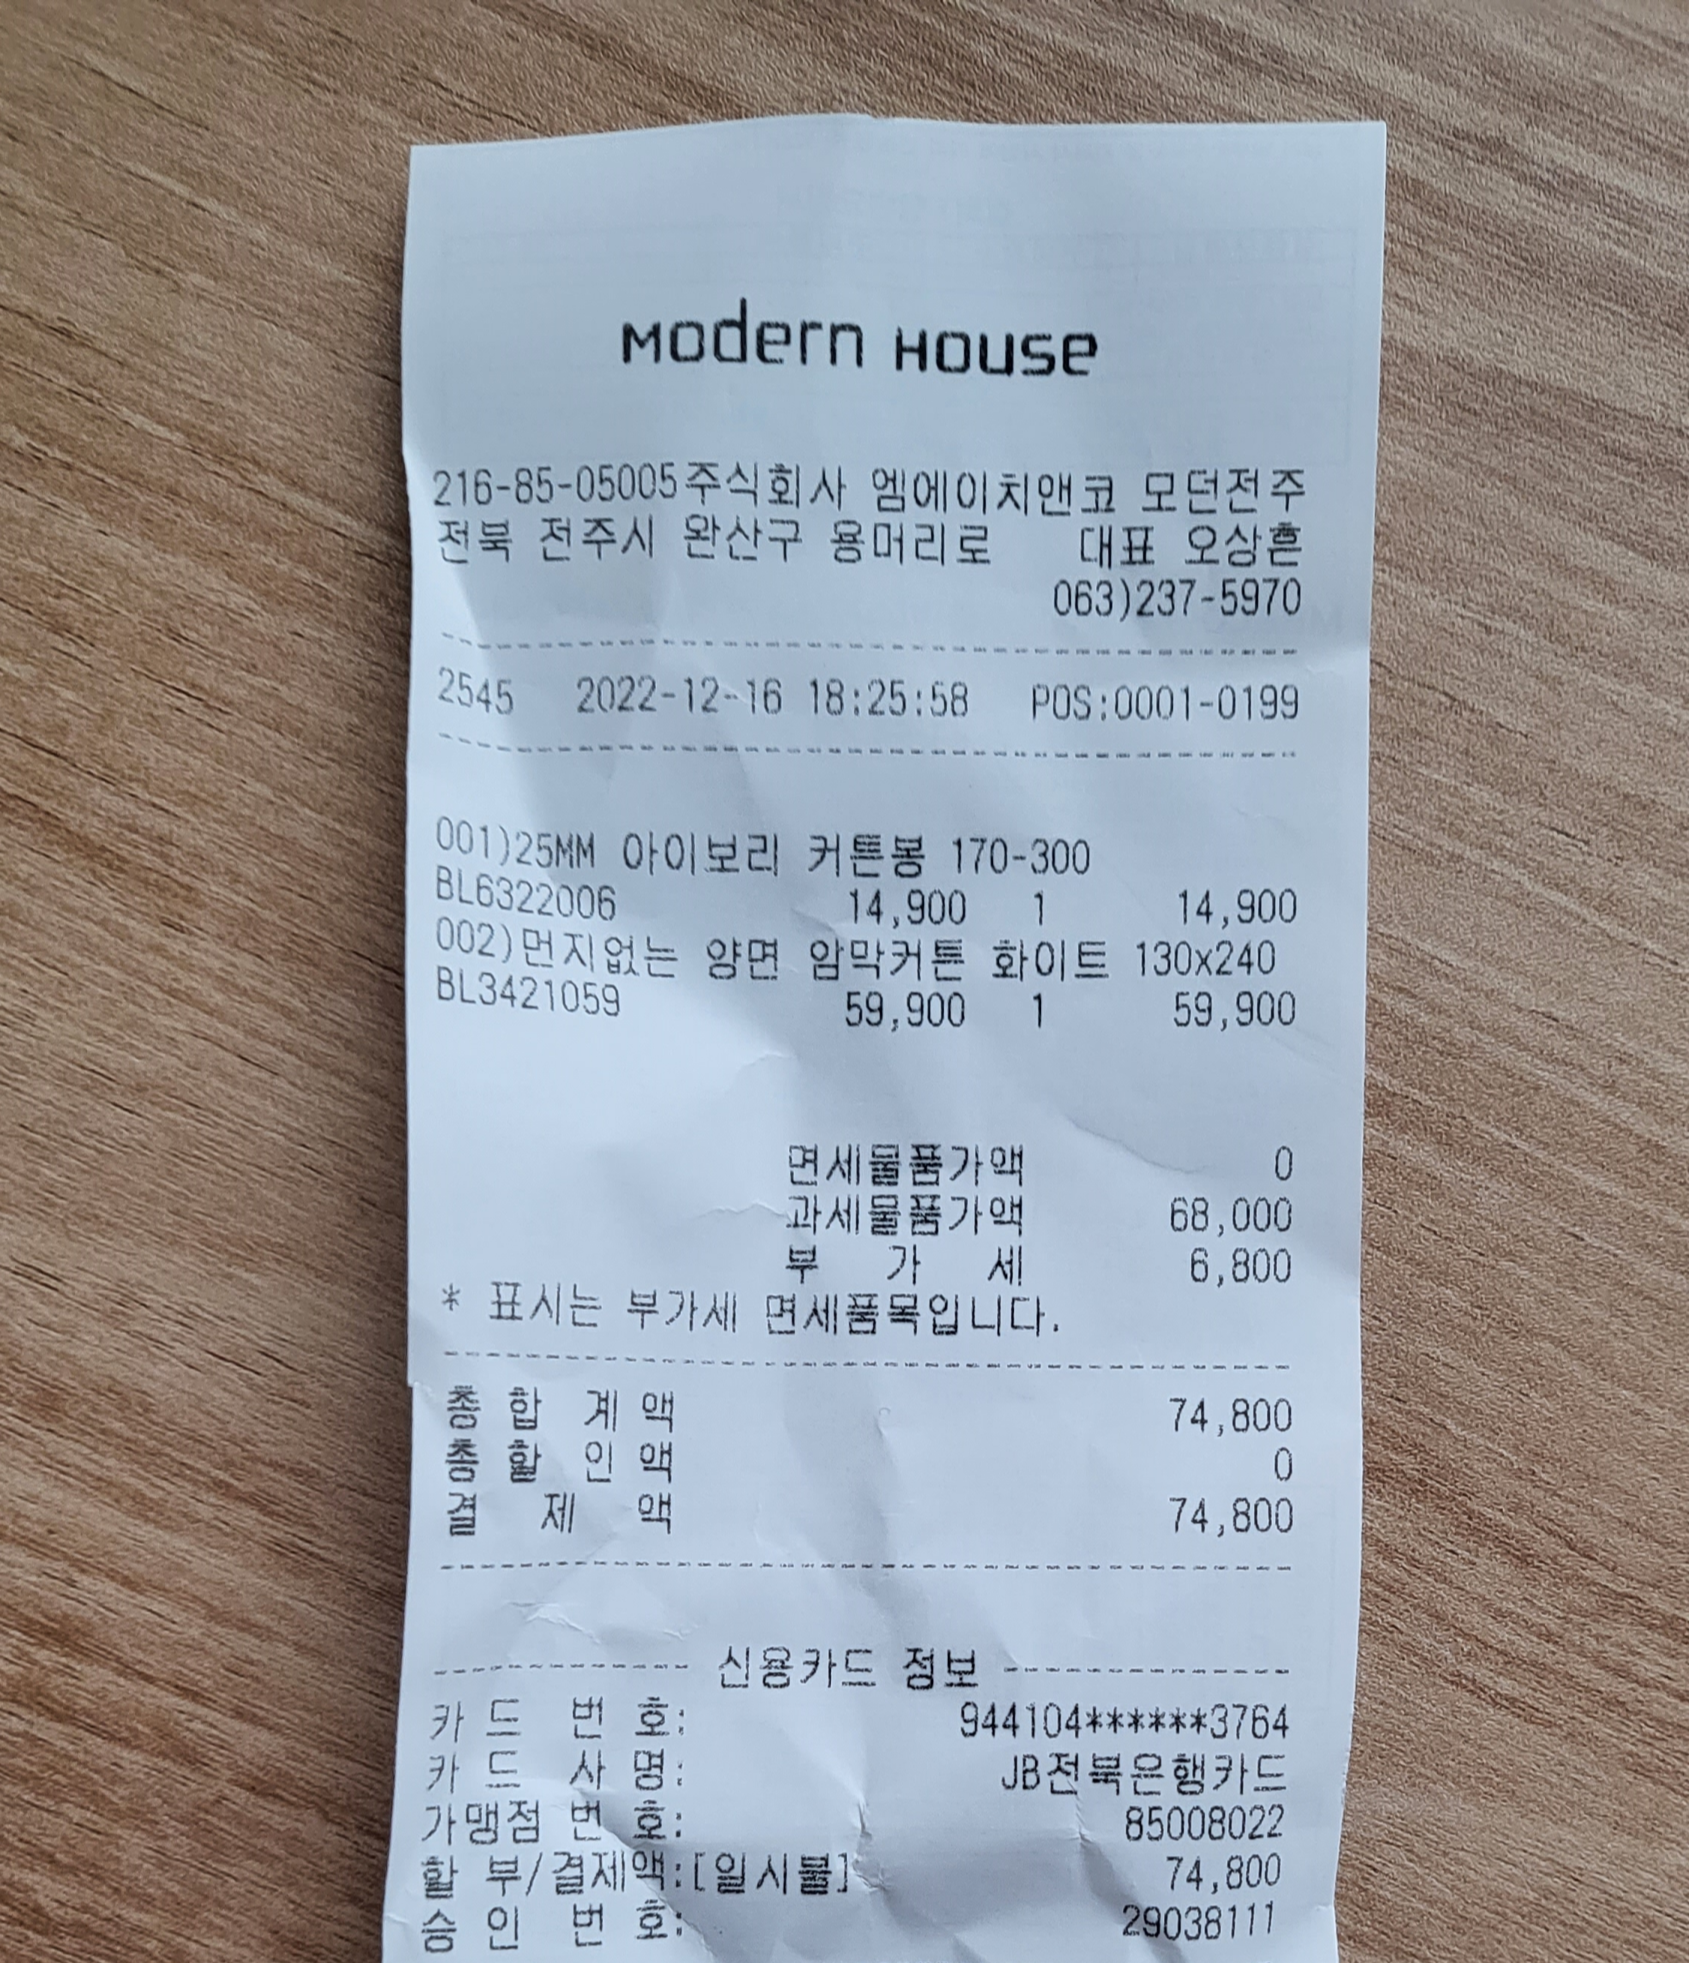 Modern House
216-85-05005주식회사 엠에이치앤코 모던전주
전북 전주시 완산구 용머리로 대표 오상흔
063)237-5970
2545 2022-12-16 18:25:58 POS:0001-0199
001)25MM 아이보리 커튼봉 170-300
BL6322006 14,900 1 14,900
002)먼지없는 양면 암막커튼 화이트 130x240
BL3421059 59,900 1 59,900
면세물품가액 0
과세물품가액 68,000
부 가 세 6,800
* 표시는 부가세 면세품목입니다.
총 합 계 액 74,800
총 할 인 액 0
결 제 액 74,800
신용카드 정보
카 드 번 호: 944104******3764
카 드 사 명: JB전북은행카드
가맹점 번 호: 85008022
할 부/결제액:[일시불] 74,800
승 인 번 호: 29038111